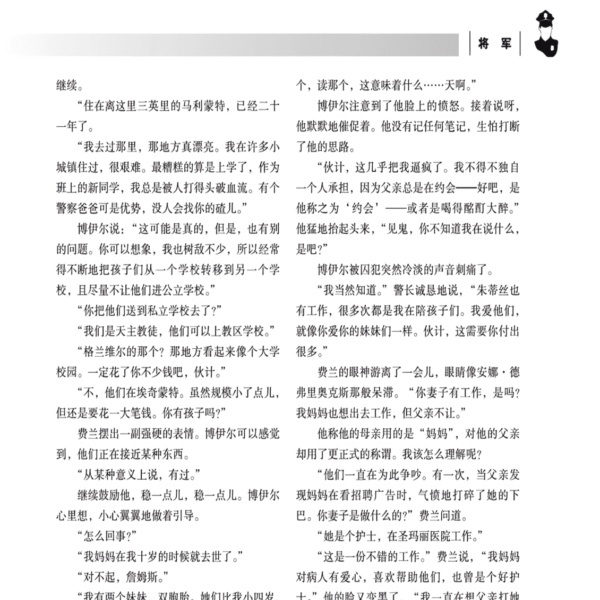 将 军
继续。
“住在离这里三英里的马利蒙特，已经二十
一年了。
“我去过那里，那地方真漂亮。我在许多小
城镇住过，很艰难。最糟糕的算是上学了，作为
班上的新同学，我总是被人打得头破血流。有个
警察爸爸可是优势，没人会找你的碴儿。”
博伊尔说：“这可能是真的，但是，也有别
的问题。你可以想象，我也树敌不少，所以经常
得不断地把孩子们从一个学校转移到另一个学
校，且尽量不让他们进公立学校。”
“你把他们送到私立学校去了？”
“我们是天主教徒，他们可以上教区学校。”
“格兰维尔的那个？那地方看起来像个大学
校园。一定花了你不少钱吧，伙计。”
“不，他们在埃奇蒙特。虽然规模小了点儿，
但还是要花一大笔钱。你有孩子吗？”
费兰摆出一副强硬的表情。博伊尔可以感觉
到，他们正在接近某种东西。
“从某种意义上说，有过。”
继续鼓励他，稳一点儿，稳一点儿。博伊尔
心里想，小心翼翼地做着引导。
“怎么回事？”
“我妈妈在我十岁的时候就去世了。”
“对不起，詹姆斯。”
“我有两个妹妹，双胞胎。她们比我小四岁，
个，读那个，这意味着什么……天啊。”
博伊尔注意到了他脸上的愤怒。接着说呀，
他默默地催促着。他没有记任何笔记，生怕打断
了他的思路。
“伙计，这几乎把我逼疯了。我不得不独自
一个人承担，因为父亲总是在约会——好吧，是
他称之为‘约会’——或者是喝得酩酊大醉。”
他猛地抬起头来，“见鬼，你不知道我在说什么，
是吧？”
博伊尔被囚犯突然冷淡的声音刺痛了。
“我当然知道。”警长诚恳地说，“朱蒂丝也
有工作，很多次都是我在陪孩子们。我爱他们，
就像你爱你的妹妹们一样。伙计，这需要你付出
很多。”
费兰的眼神游离了一会儿，眼睛像安娜·德
弗里奥克斯那般呆滞。“你妻子有工作，是吗？
我妈妈也想出去工作，但父亲不让。”
他称他的母亲用的是“妈妈”，对他的父亲
却用了更正式的称谓。我该怎么理解呢？
“他们一直在为此争吵。有一次，当父亲发
现妈妈在看招聘广告时，气愤地打碎了她的下
巴。你妻子是做什么的？”费兰问道。
“她是个护士，在圣玛丽医院工作。”
“这是一份不错的工作。”费兰说，“我妈妈
对病人有爱心，喜欢帮助他们，也曾是个好护
士。”他的脸又变黑了，“我一直在想父亲打她